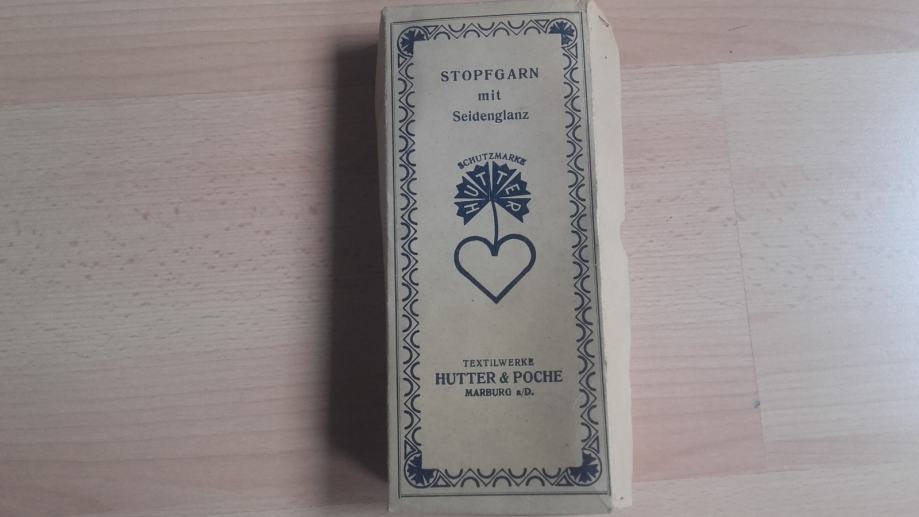 STOPFGARN
mit
Seidenglanz
SCHUTZMARKE
HUTTER
TEXTILWERKE
HUTTER & POCHE
MARBURG a/D.